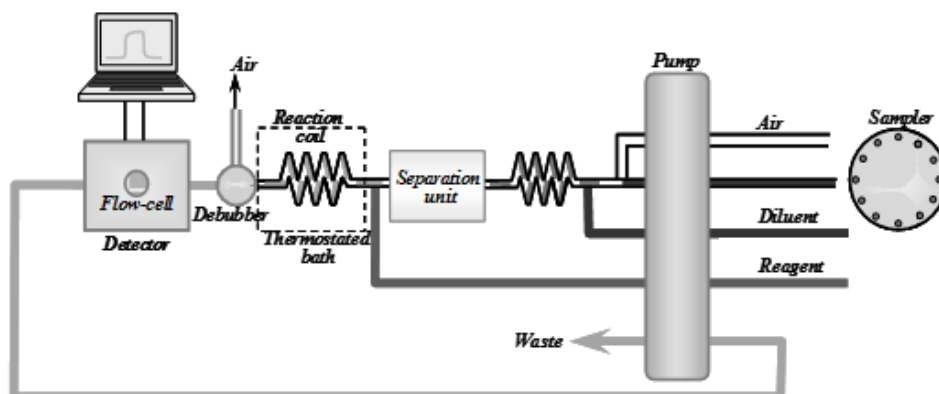 Pump
Air
Sampler
Air
Reaction
coil
Separation
unit
Flow-cell
Debubber
Diluent
Detector
Thermostated
bath
Reagent
Waste